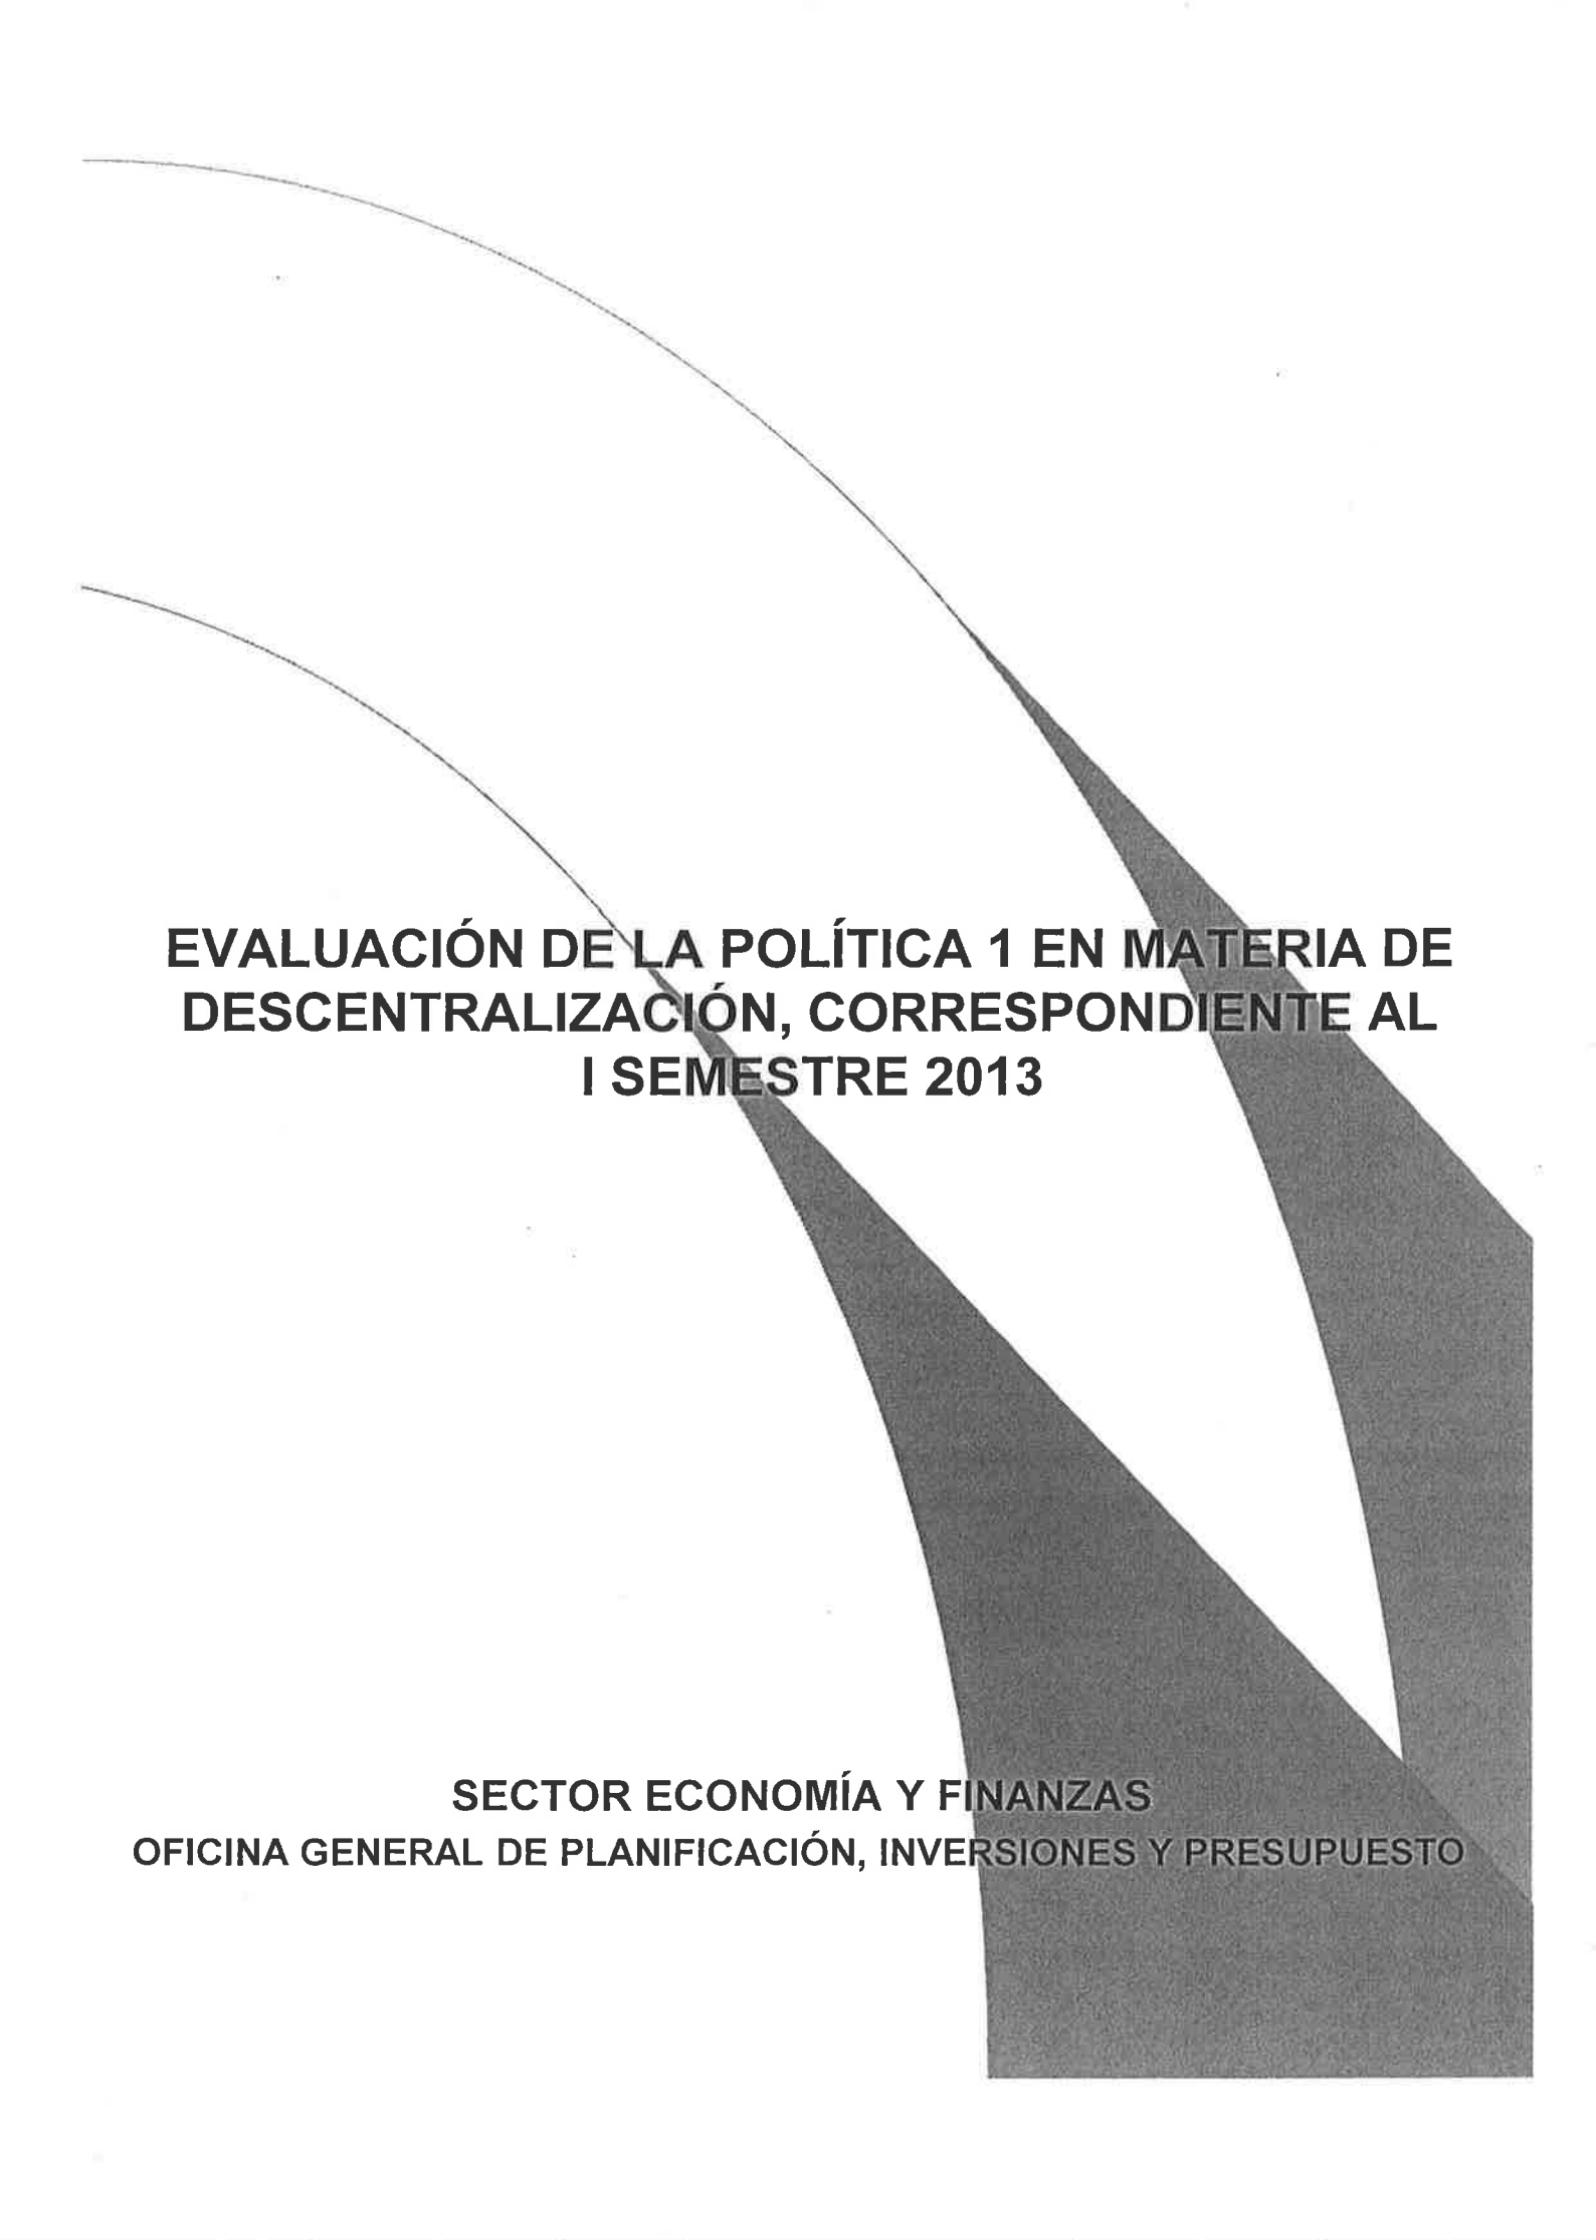 EVALUACIÓN DE LA POLÍTICA 1 EN MATERIA DE
DESCENTRALIZACIÓN, CORRESPONDIENTE AL
I SEMESTRE 2013
SECTOR ECONOMÍA Y FINANZAS
OFICINA GENERAL DE PLANIFICACIÓN, INVERSIONES Y PRESUPUESTO